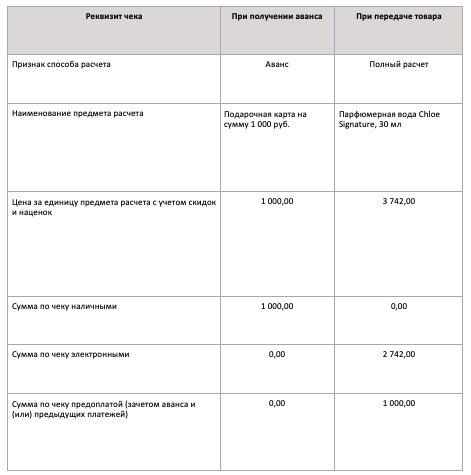 Реквизит чека При получении аванса При передаче товара
Признак способа расчета Аванс Полный расчет
Наименование предмета расчета Подарочная карта на Парфюмерная вода Chloe
сумму 1 000 руб. Signature, 30 мл
Цена за единицу предмета расчета с учетом скидок 1 000,00 3 742,00
и наценок
Сумма по чеку наличными 1 000,00 0,00
Сумма по чеку электронными 0,00 2 742,00
Сумма по чеку предоплатой (зачетом аванса и 0,00 1 000,00
(или) предыдущих платежей)